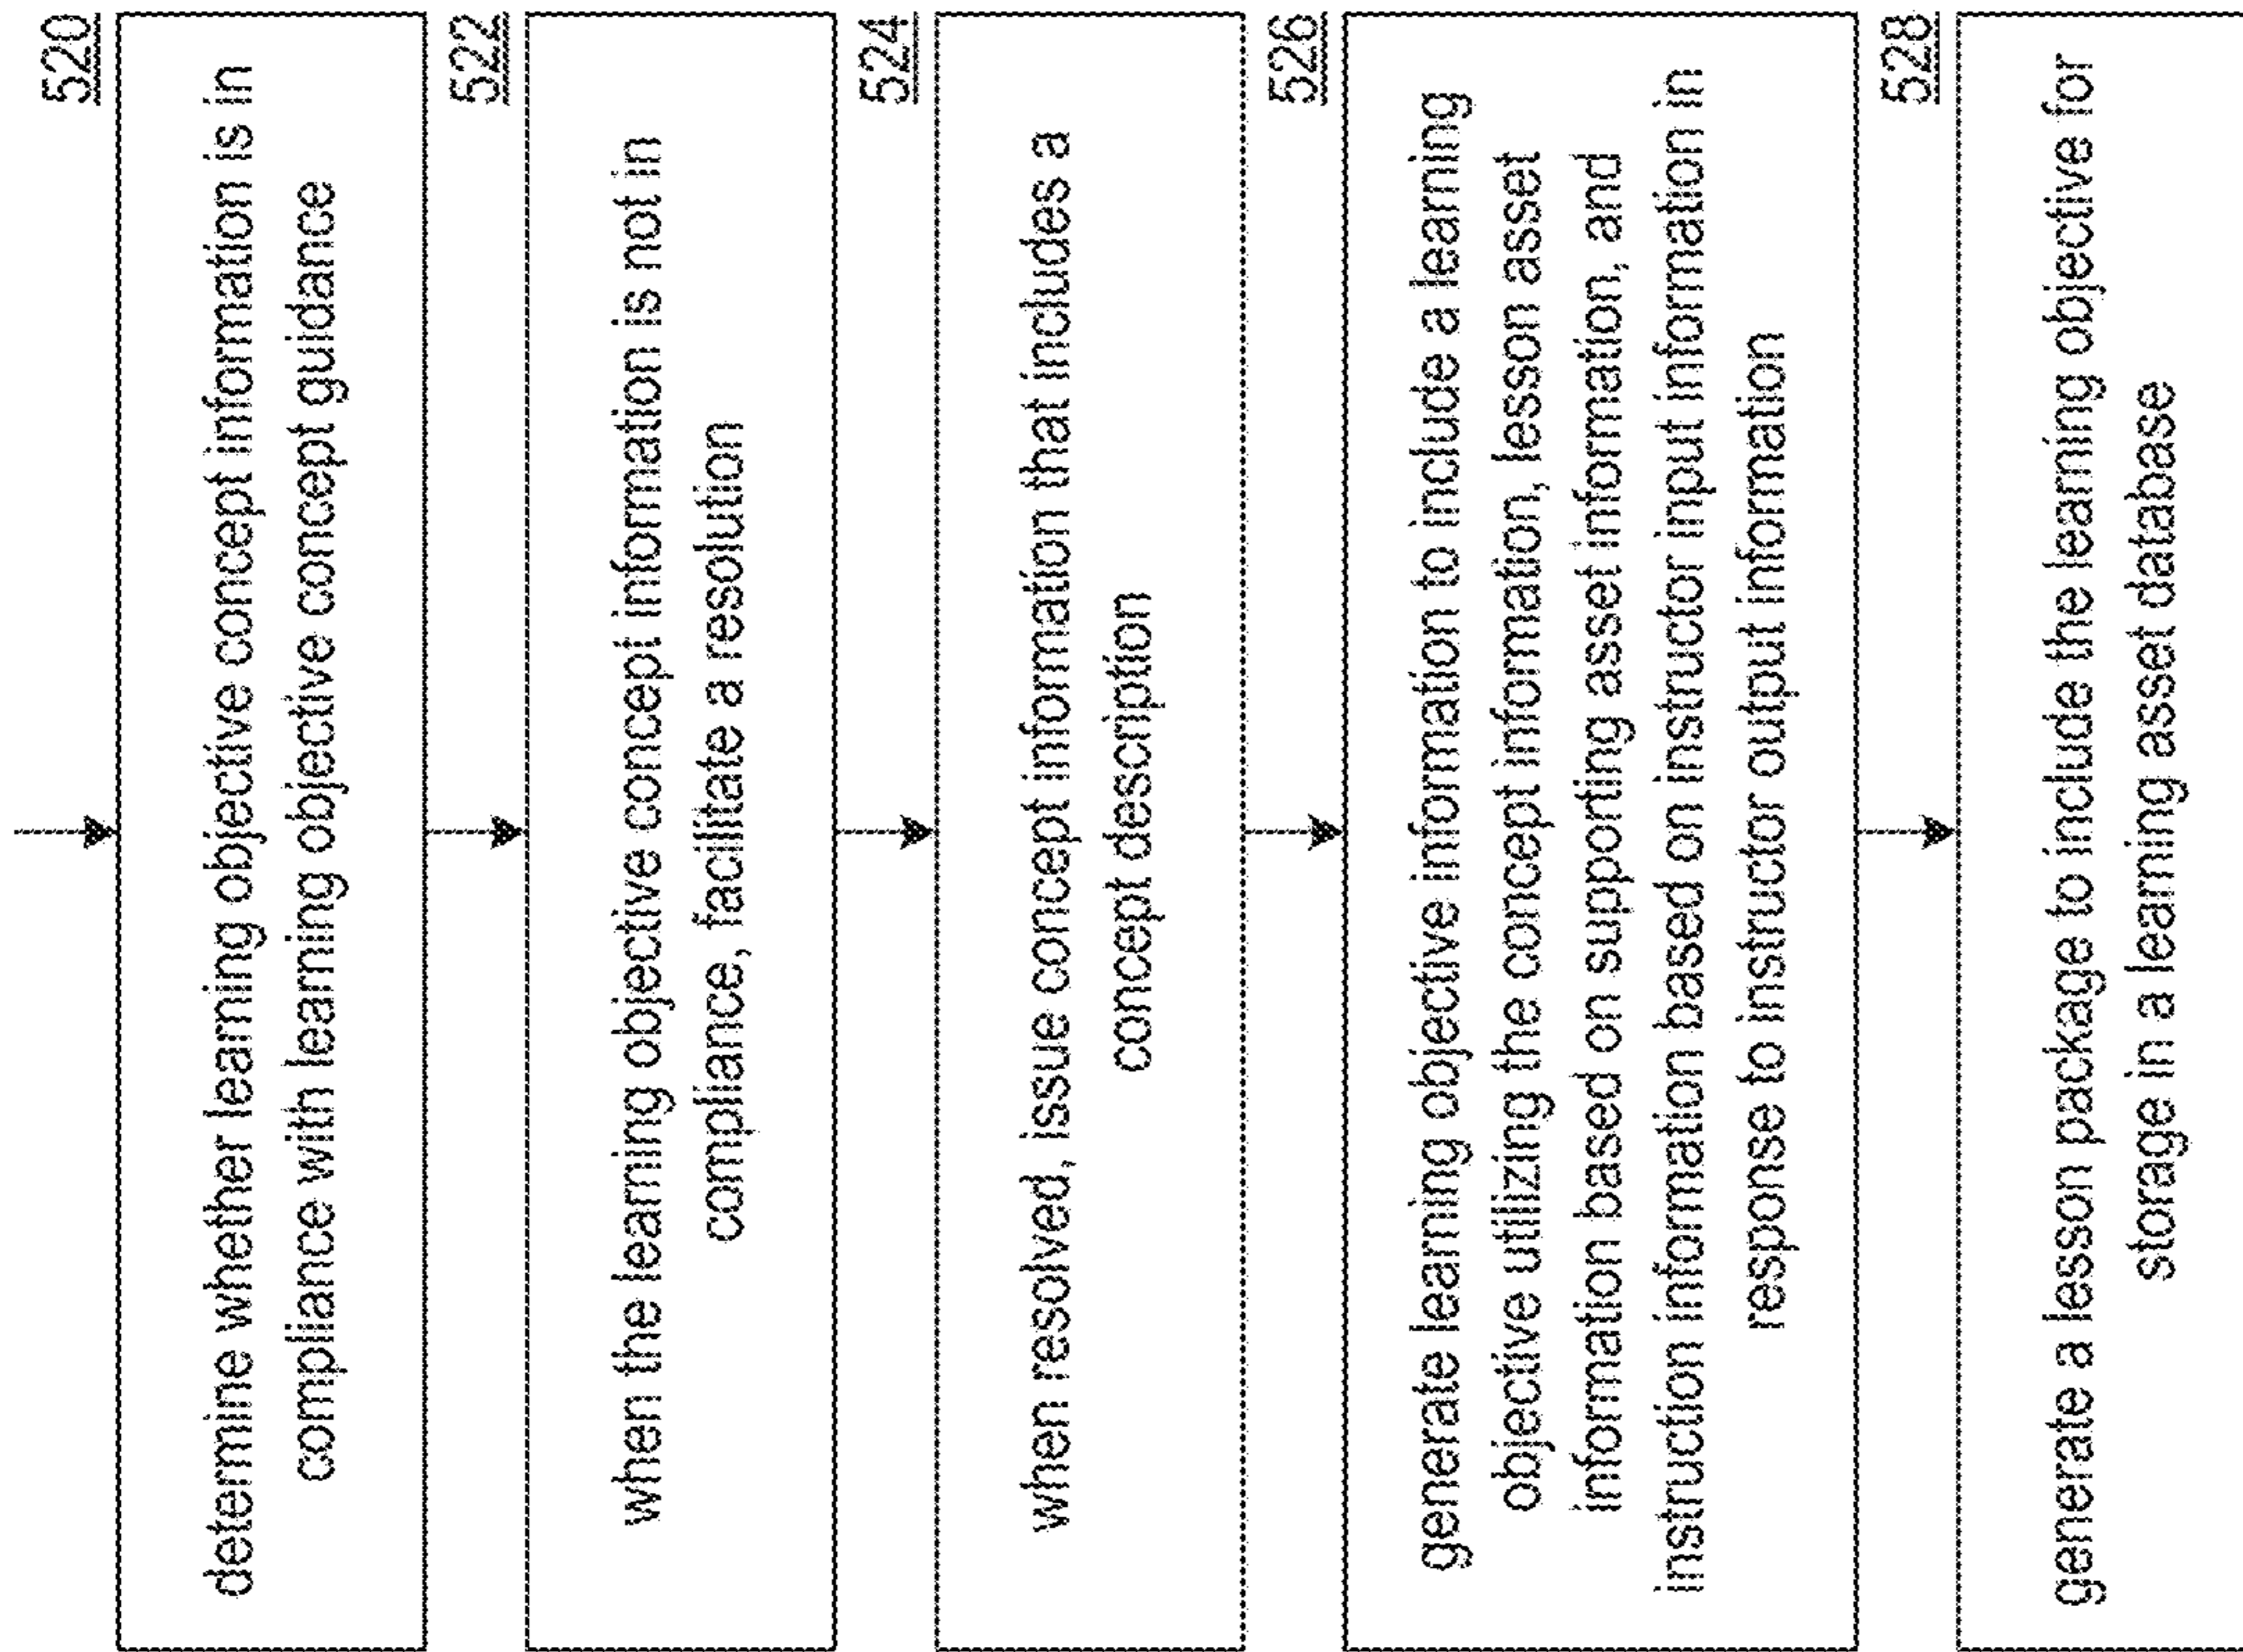 520
determine whether learning objective concept information is in
compliance with learning objective concept guidance
522
when the learning objective concept information is not in
compliance, facilitate a resolution
524
when resolved, issue concept information that includes a
concept description
526
generate learning objective information to include a learning
objective utilizing the concept information, lesson asset
information based on supporting asset information, and
instruction information based on instructor input information in
response to instructor output information
528
generate a lesson package to include the learning objective for
storage in a learning asset database